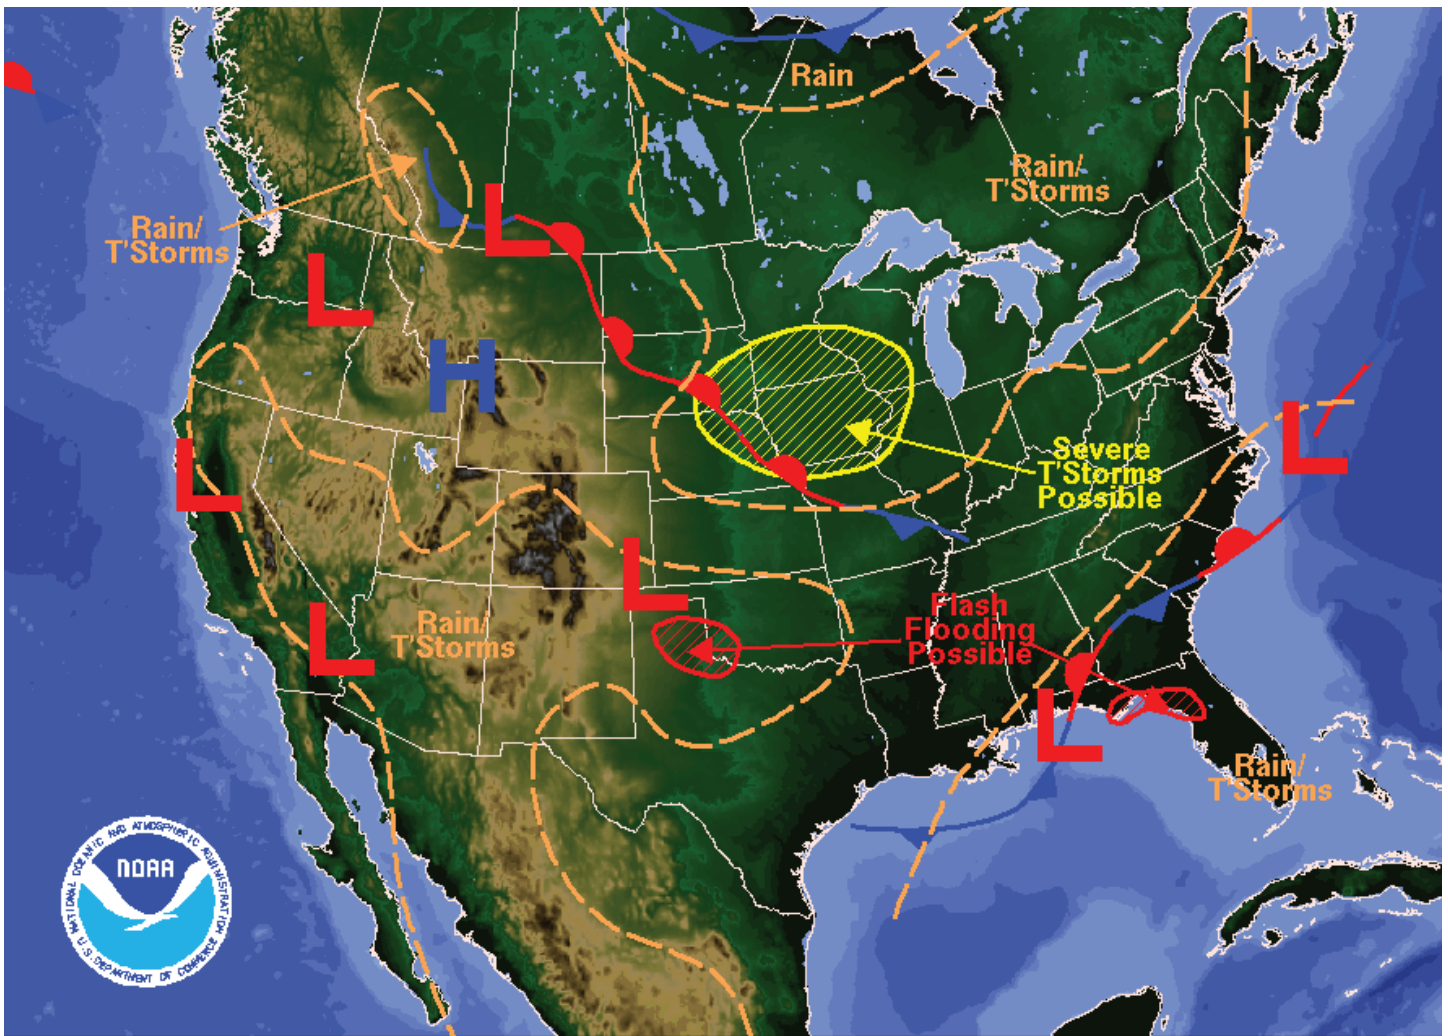 Rain
Rain/
T'Storms
Rain/
T'Storms
L
L
H
L
L
Severe
T'Storms
Possible
L
L
Rain/
T'Storms
Flash
Flooding
Possible
L
L
Rain/
T'Storms
NATIONAL OCEANIC AND ATMOSPHERIC ADMINISTRATION
NOAA
U.S. DEPARTMENT OF COMMERCE